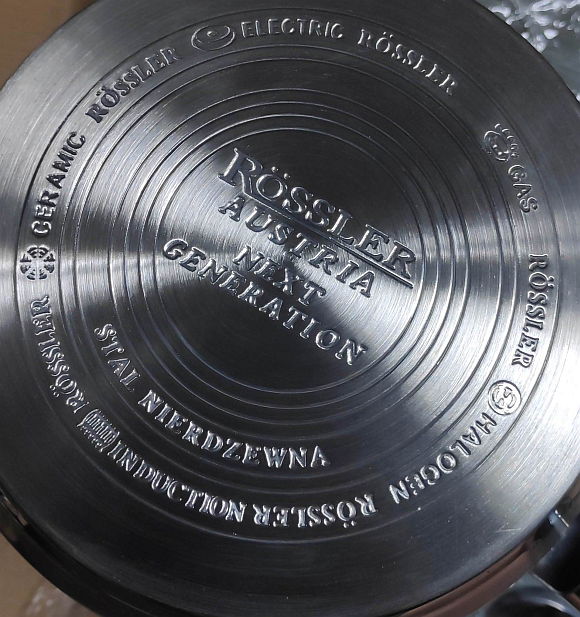 RÖSSLER
AUSTRIA
NEXT
GENERATION
STAL NIERDZEWNA
CERAMIC RÖSSLER
ELECTRIC RÖSSLER
GAS RÖSSLER
HALOGEN RÖSSLER
INDUCTION RÖSSLER